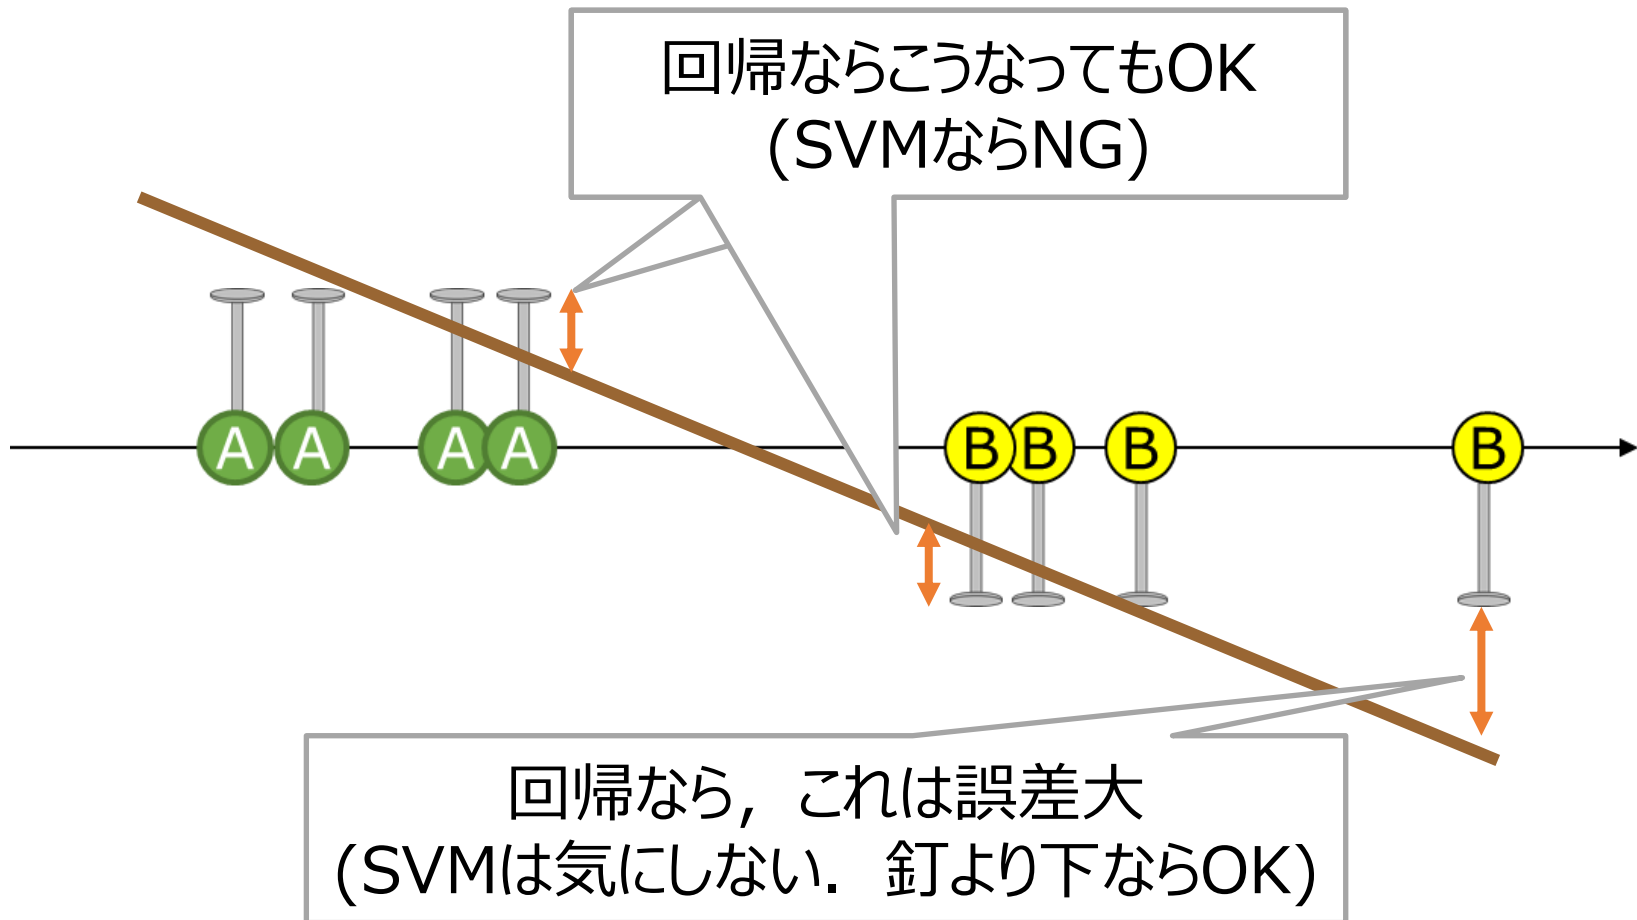 回帰ならこうなってもOK
(SVMならNG)
A A A A B B B B
回帰なら, これは誤差大
(SVMは気にしない. 釘より下ならOK)